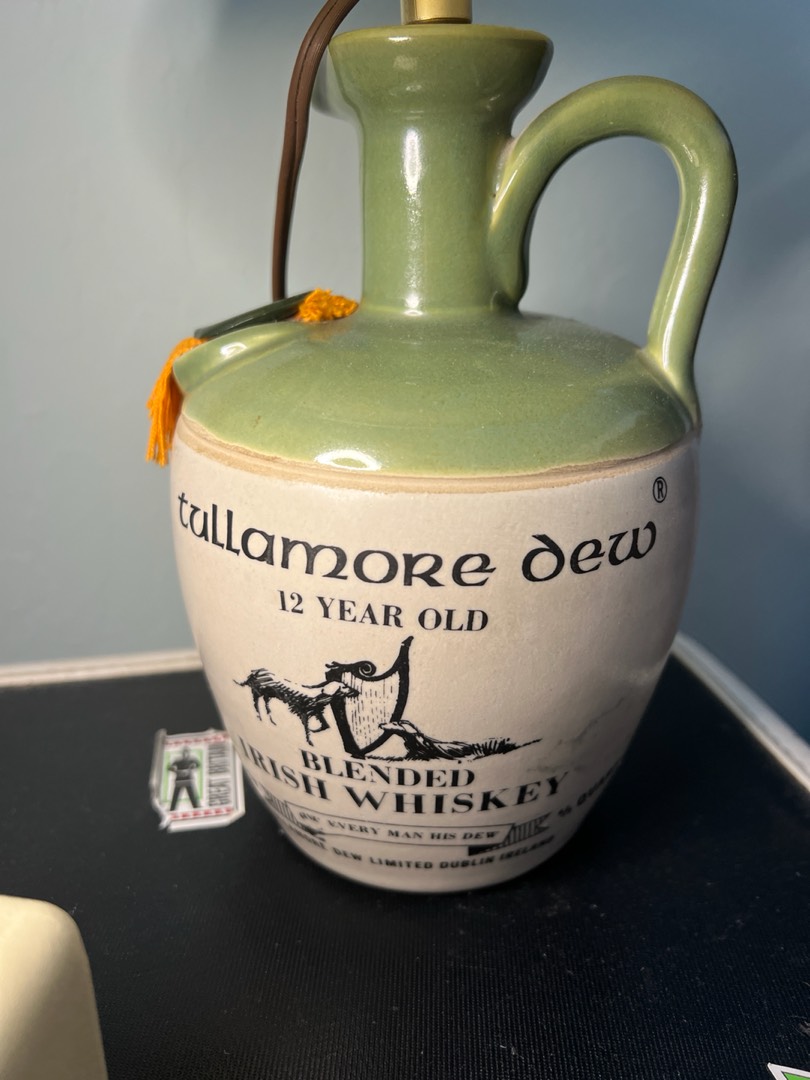 tullamore dew®
12 YEAR OLD
BLENDED
IRISH WHISKEY
EVERY MAN HIS DEW
DEW LIMITED DUBLIN IRELAND